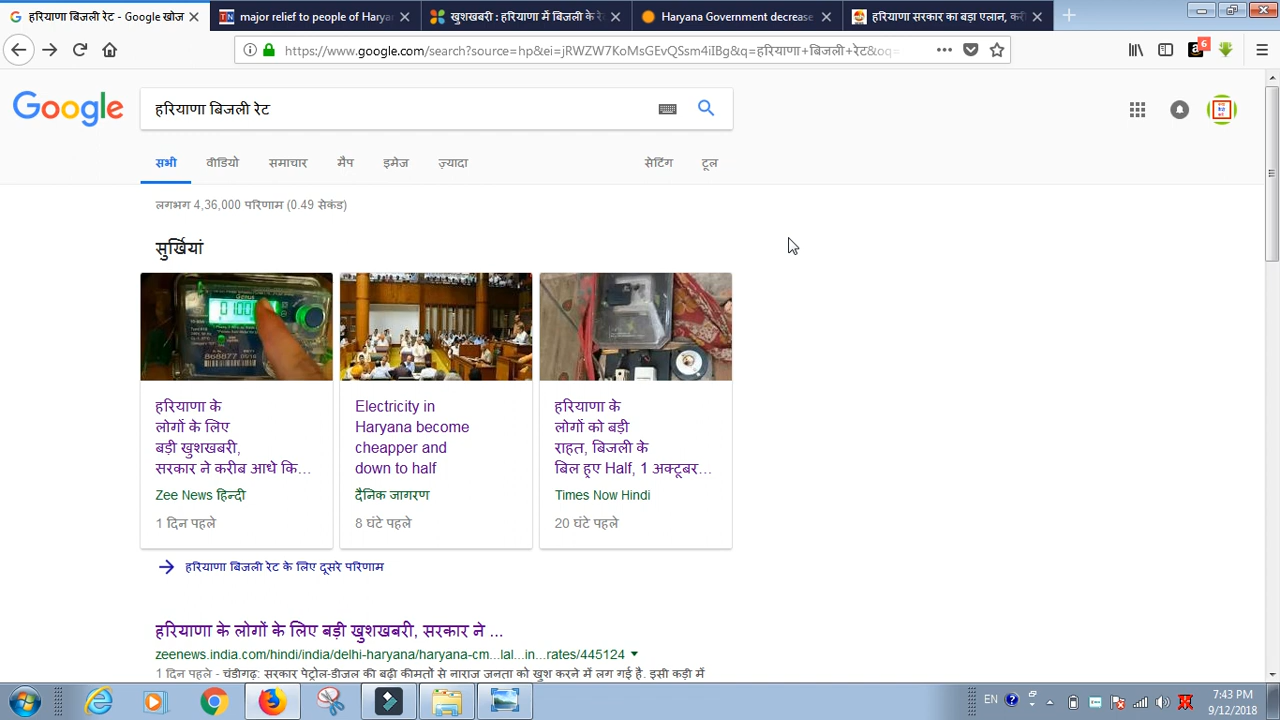 हरियाणा बिजली रेट - Google खोज
major relief to people of Harya
खुशखबरी : हरियाणा में बिजली के रे
Haryana Government decrease
हरियाणा सरकार का बड़ा एलान, करी
https://www.google.com/search?source=hp&ei=jRWZW7KoMsGEvQSsm4iIBg&q=हरियाणा+बिजली+रेट&oq=
6
Google
हरियाणा बिजली रेट
सभी
वीडियो
समाचार
मैप
इमेज
ज़्यादा
सेटिंग
टूल
लगभग 4,36,000 परिणाम (0.49 सेकंड)
सुर्खियां
Genus
0100
868877
हरियाणा के
लोगों के लिए
बड़ी खुशखबरी,
सरकार ने करीब आधे कि...
Zee News हिन्दी
1 दिन पहले
Electricity in
Haryana become
cheapper and
down to half
दैनिक जागरण
8 घंटे पहले
हरियाणा के
लोगों को बड़ी
राहत, बिजली के
बिल हुए Half, 1 अक्टूबर...
Times Now Hindi
20 घंटे पहले
हरियाणा बिजली रेट के लिए दूसरे परिणाम
हरियाणा के लोगों के लिए बड़ी खुशखबरी, सरकार ने ...
zeenews.india.com/hindi/india/delhi-haryana/haryana-cm...lal...in...rates/445124
1 दिन पहले - चंडीगढ़: सरकार पेट्रोल-डीजल की बढ़ी कीमतों से नाराज जनता को खुश करने में लग गई है. इसी कड़ी में
EN
7:43 PM
9/12/2018